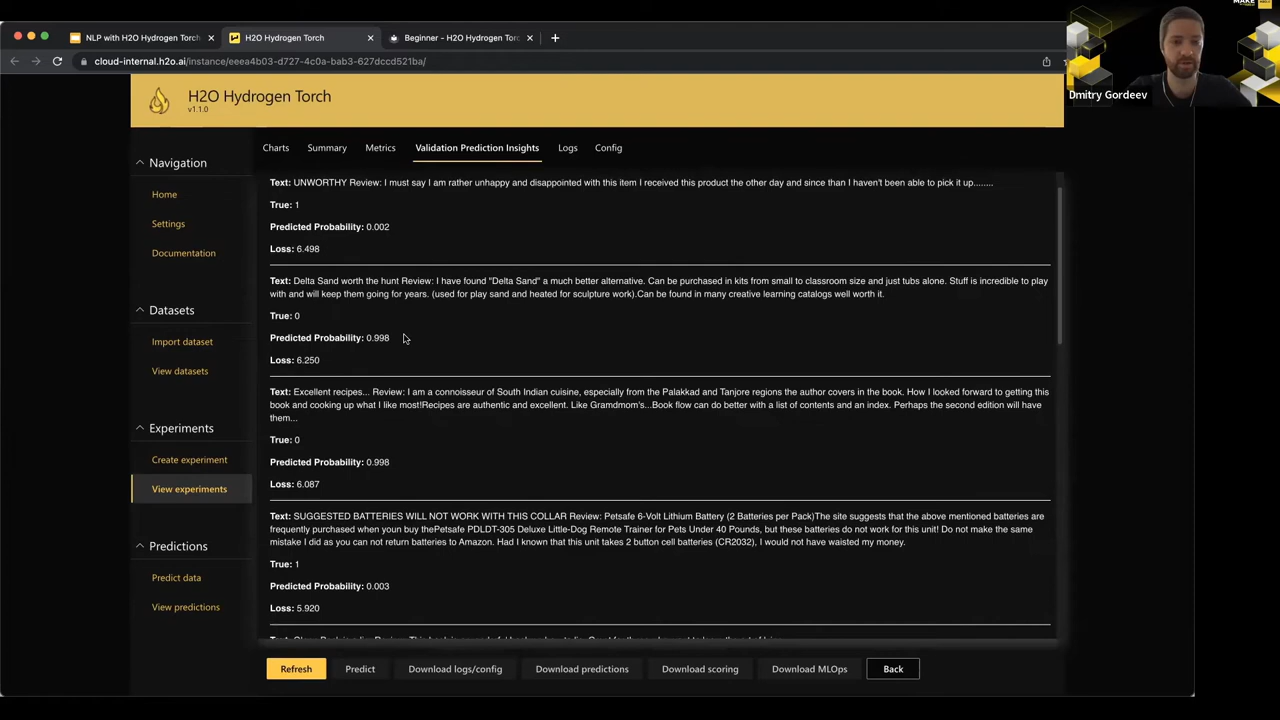 MAKE
NLP with H2O Hydrogen Torch
H2O Hydrogen Torch
Beginner - H2O Hydrogen Torc
cloud-internal.h2o.ai/instance/eeea4b03-d727-4c0a-bab3-627dccd521ba/
Dmitry Gordeev
H2O Hydrogen Torch
v1.1.0
Navigation
Home
Settings
Documentation
Datasets
Import dataset
View datasets
Experiments
Create experiment
View experiments
Predictions
Predict data
View predictions
Charts
Summary
Metrics
Validation Prediction Insights
Logs
Config
Text: UNWORTHY Review: I must say I am rather unhappy and disappointed with this item I received this product the other day and since than I haven't been able to pick it up........
True: 1
Predicted Probability: 0.002
Loss: 6.498
Text: Delta Sand worth the hunt Review: I have found "Delta Sand" a much better alternative. Can be purchased in kits from small to classroom size and just tubs alone. Stuff is incredible to play
with and will keep them going for years. (used for play sand and heated for sculpture work).Can be found in many creative learning catalogs well worth it.
True: 0
Predicted Probability: 0.998
Loss: 6.250
Text: Excellent recipes... Review: I am a connoisseur of South Indian cuisine, especially from the Palakkad and Tanjore regions the author covers in the book. How I looked forward to getting this
book and cooking up what I like most!Recipes are authentic and excellent. Like Gramdmom's...Book flow can do better with a list of contents and an index. Perhaps the second edition will have
them...
True: 0
Predicted Probability: 0.998
Loss: 6.087
Text: SUGGESTED BATTERIES WILL NOT WORK WITH THIS COLLAR Review: Petsafe 6-Volt Lithium Battery (2 Batteries per Pack)The site suggests that the above mentioned batteries are
frequently purchased when youn buy thePetsafe PDLDT-305 Deluxe Little-Dog Remote Trainer for Pets Under 40 Pounds, but these batteries do not work for this unit! Do not make the same
mistake I did as you can not return batteries to Amazon. Had I known that this unit takes 2 button cell batteries (CR2032), I would not have waisted my money.
True: 1
Predicted Probability: 0.003
Loss: 5.920
Refresh
Predict
Download logs/config
Download predictions
Download scoring
Download MLOps
Back